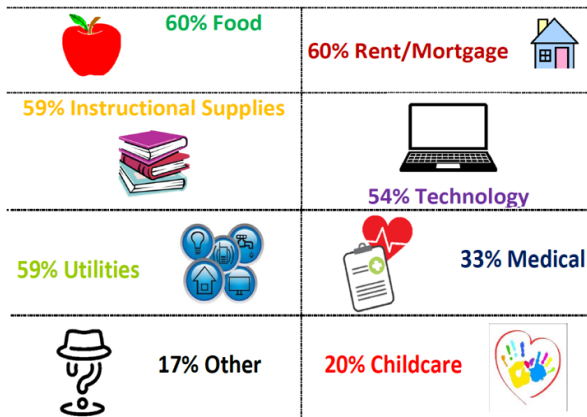 60% Food
60% Rent/Mortgage
59% Instructional Supplies
54% Technology
59% Utilities
33% Medical
17% Other
20% Childcare